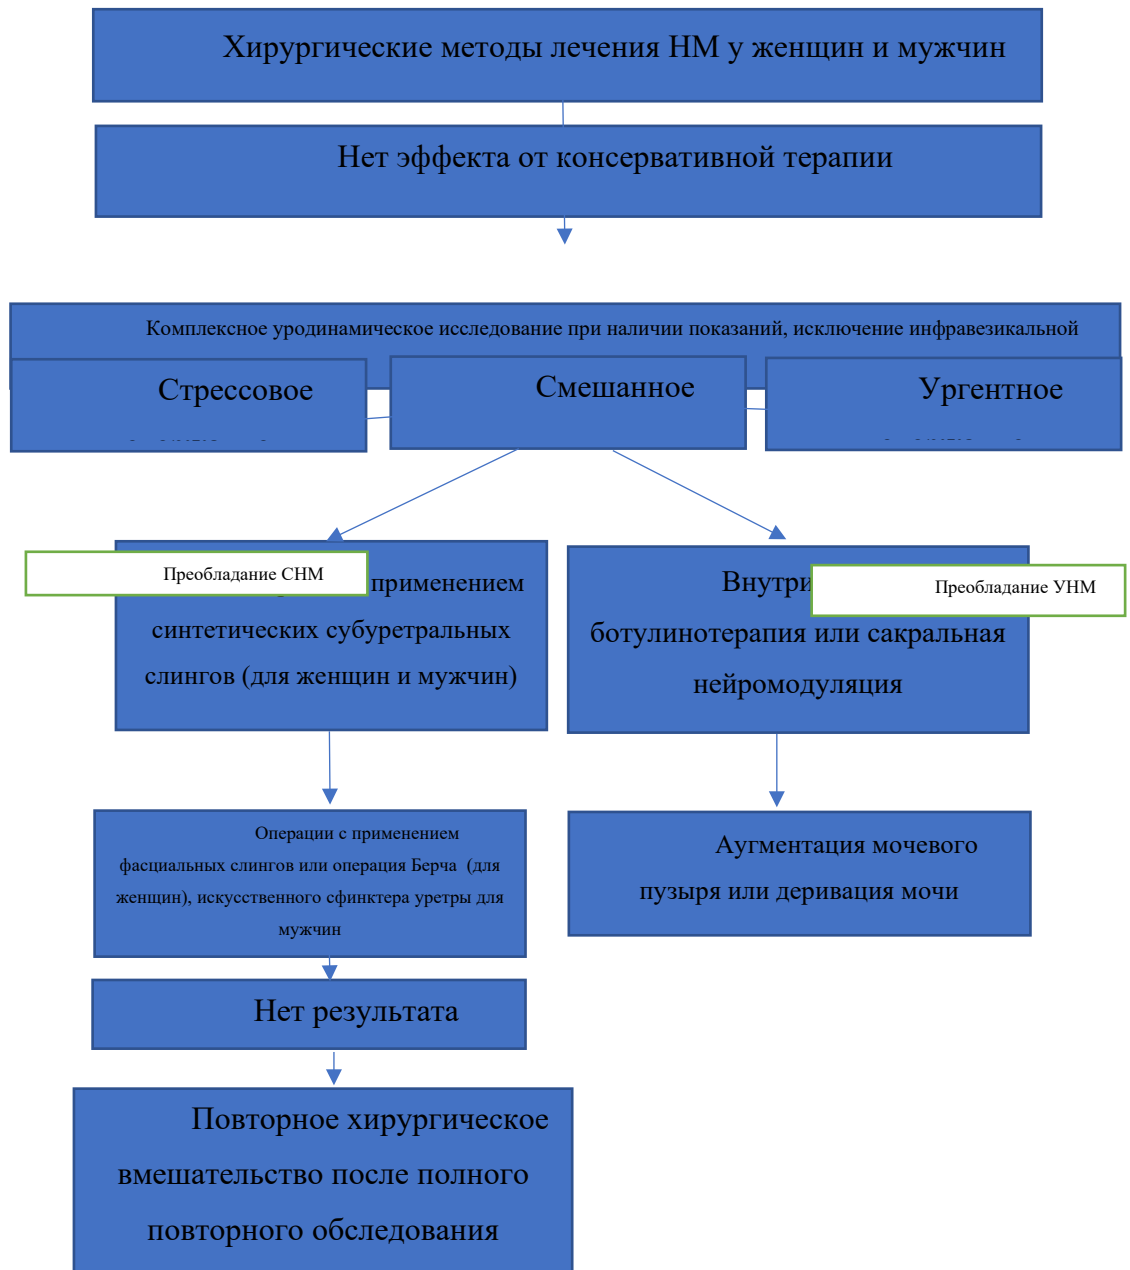 Хирургические методы лечения НМ у женщин и мужчин
Нет эффекта от консервативной терапии
Комплексное уродинамическое исследование при наличии показаний, исключение инфравезикальной
Стрессовое
Смешанное
Ургентное
Преобладание СНМ
применением
синтетических субуретральных
слингов (для женщин и мужчин)
Внутри
Преобладание УНМ
ботулинотерапия или сакральная
нейромодуляция
Операции с применением
фасциальных слингов или операция Берча (для
женщин), искусственного сфинктера уретры для
мужчин
Аугментация мочевого
пузыря или деривация мочи
Нет результата
Повторное хирургическое
вмешательство после полного
повторного обследования